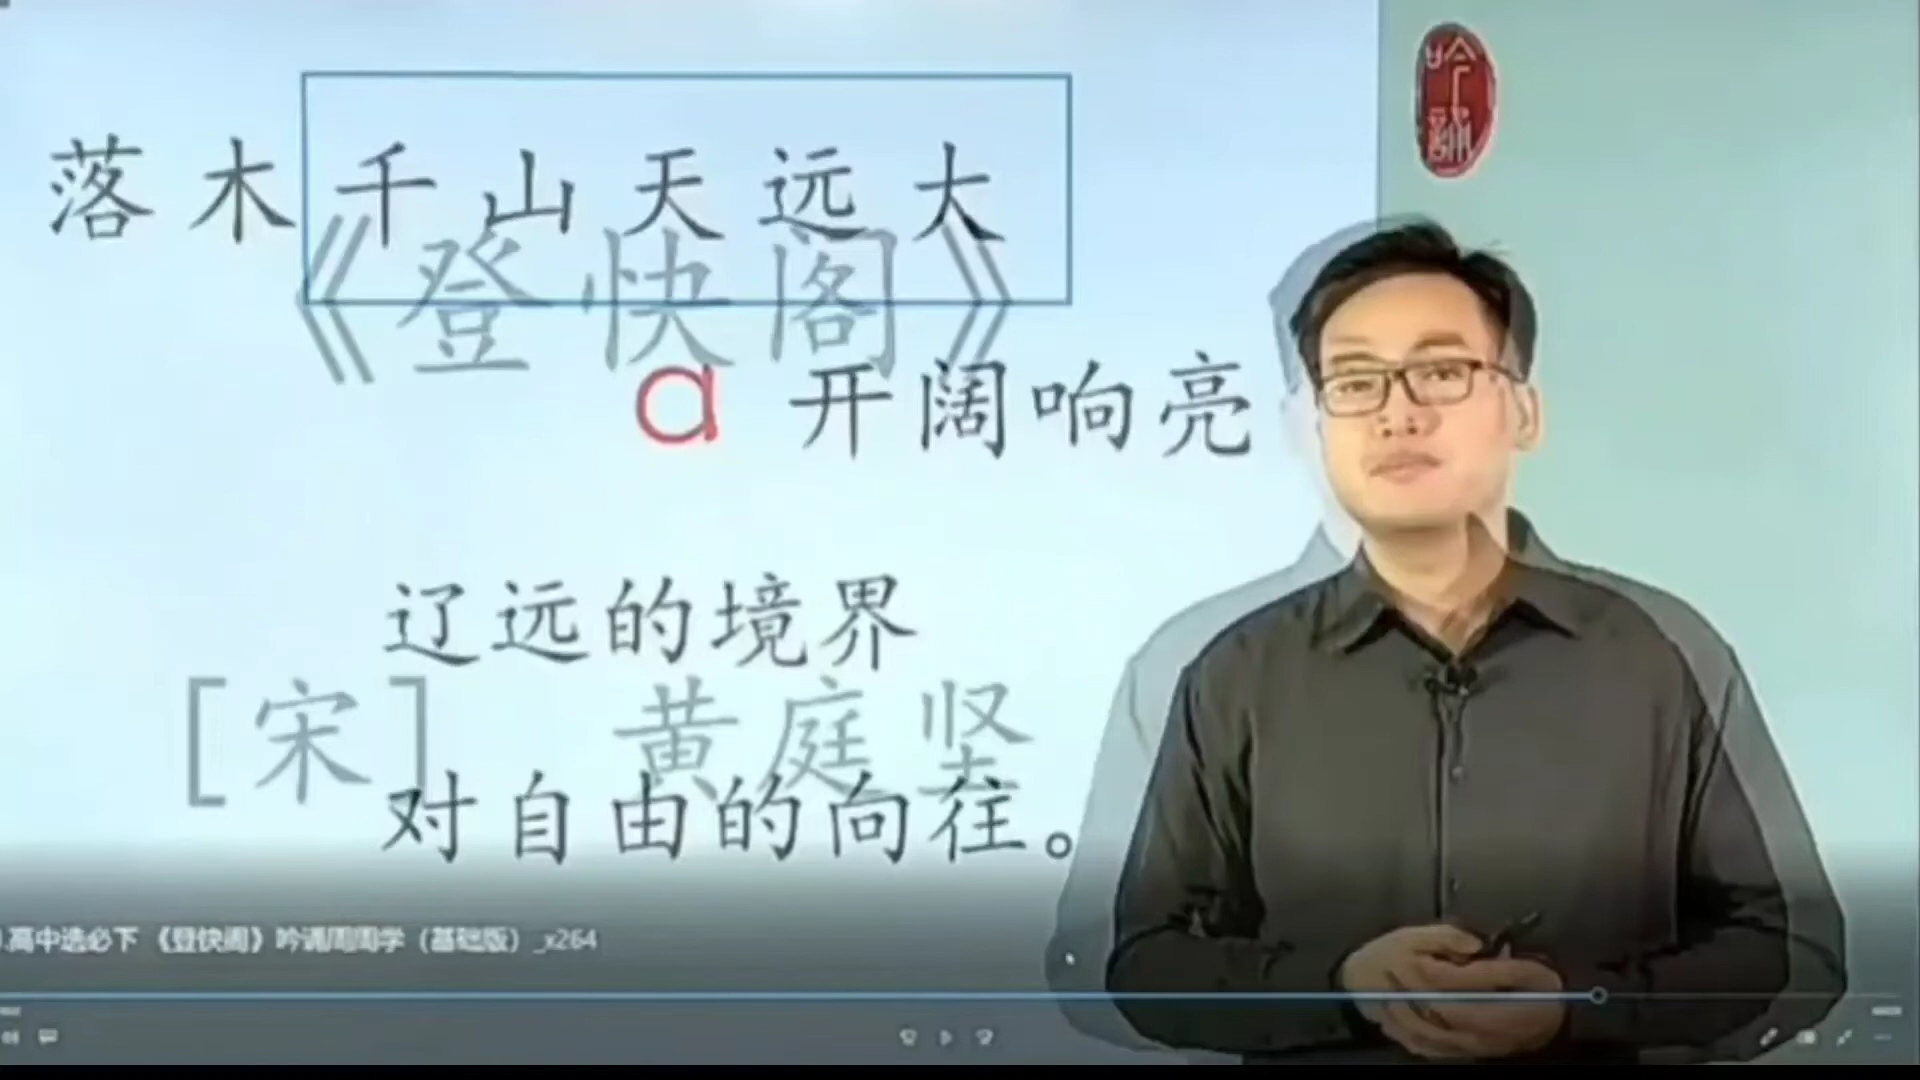 落木千山天远大
《登快阁》
a 开阔响亮
辽远的境界
[宋] 黄庭坚
对自由的向往。
.高中选必下《登快阁》吟诵周周学（基础版）_x264
吟诵